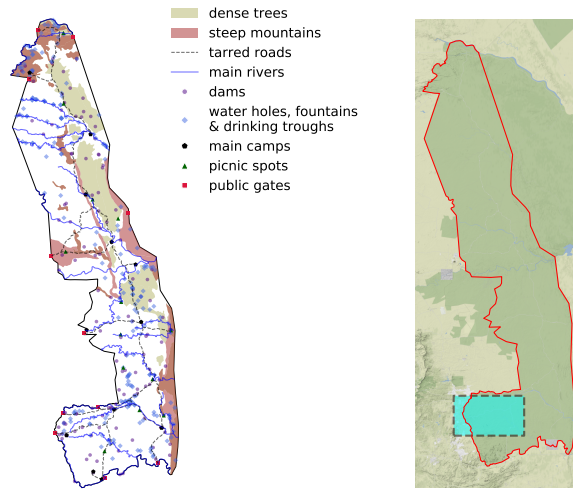 dense trees
steep mountains
tarred roads
main rivers
dams
water holes, fountains
& drinking troughs
main camps
picnic spots
public gates